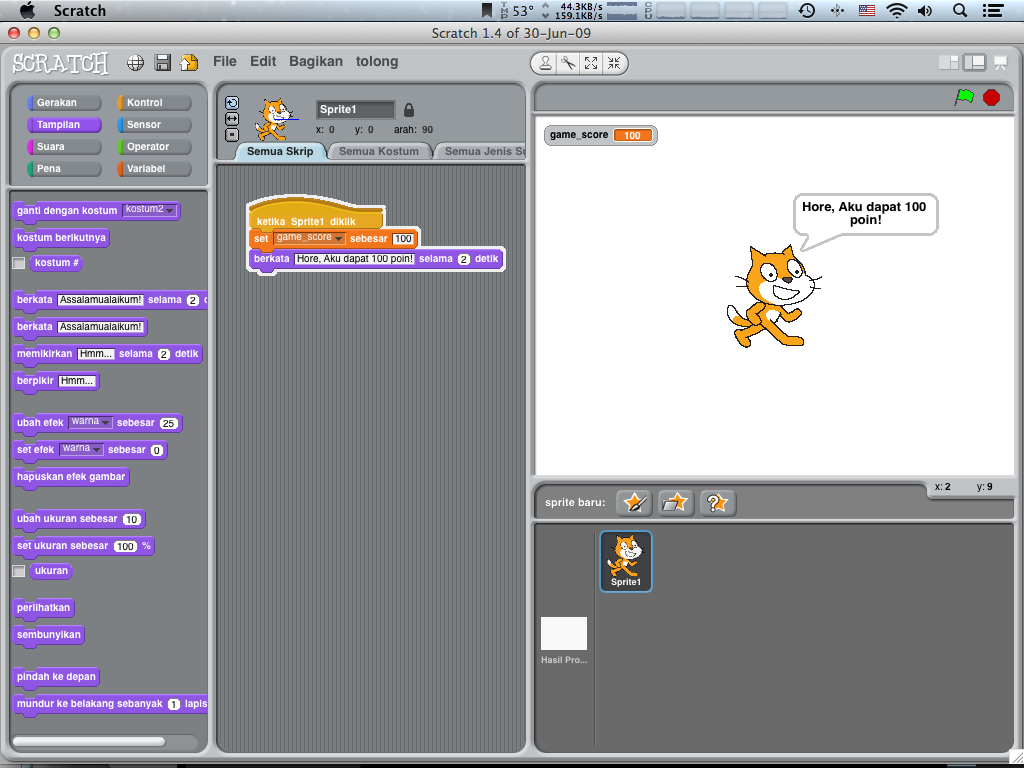 Scratch
TMP 53° 44.3KB/s
159.1KB/s CPU
Scratch 1.4 of 30-Jun-09
SCRATCH File Edit Bagikan tolong
Gerakan Kontrol
Tampilan Sensor
Suara Operator
Pena Variabel
ganti dengan kostum kostum2
kostum berikutnya
kostum #
berkata Assalamualaikum! selama 2 d
berkata Assalamualaikum!
memikirkan Hmm... selama 2 detik
berpikir Hmm...
ubah efek warna sebesar 25
set efek warna sebesar 0
hapuskan efek gambar
ubah ukuran sebesar 10
set ukuran sebesar 100 %
ukuran
perlihatkan
sembunyikan
pindah ke depan
mundur ke belakang sebanyak 1 lapis
Sprite1
x: 0 y: 0 arah: 90
Semua Skrip Semua Kostum Semua Jenis Su
ketika Sprite1 diklik
set game_score sebesar 100
berkata Hore, Aku dapat 100 poin! selama 2 detik
game_score 100
Hore, Aku dapat 100
poin!
x: 2 y: 9
sprite baru:
Sprite1
Hasil Pro...